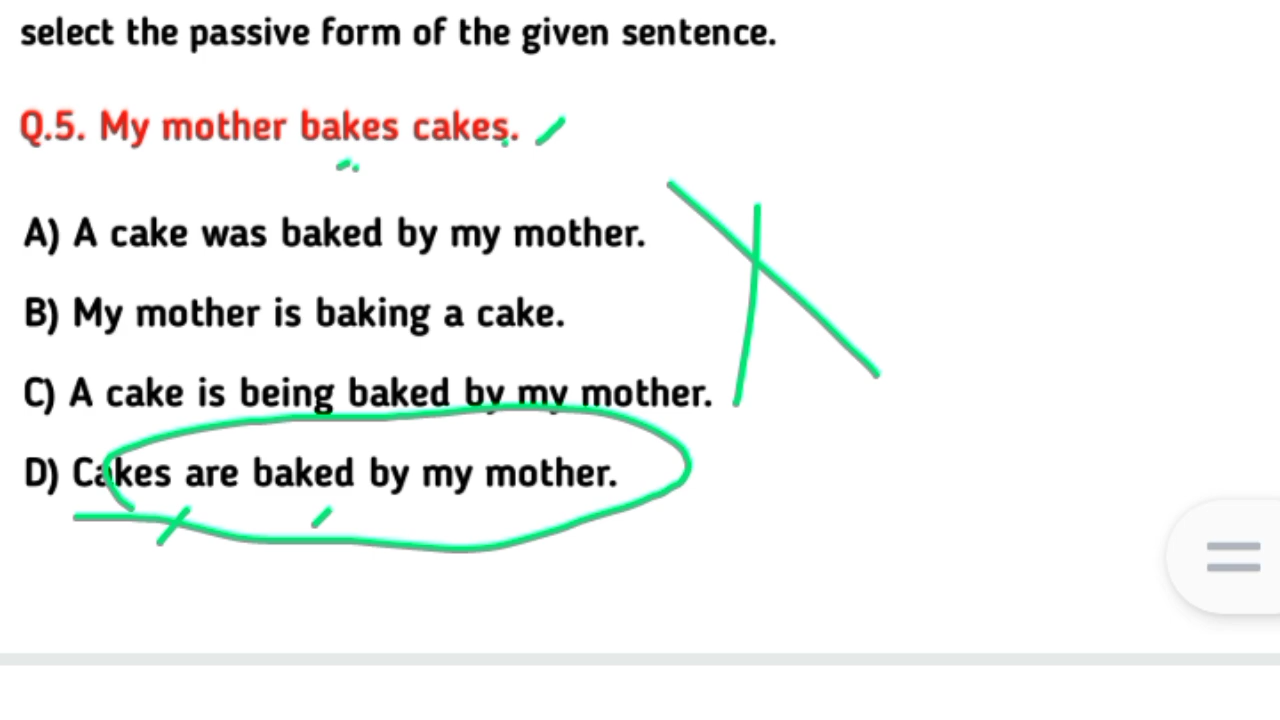 select the passive form of the given sentence.
Q.5. My mother bakes cakes.
A) A cake was baked by my mother.
B) My mother is baking a cake.
C) A cake is being baked by my mother.
D) Cakes are baked by my mother.